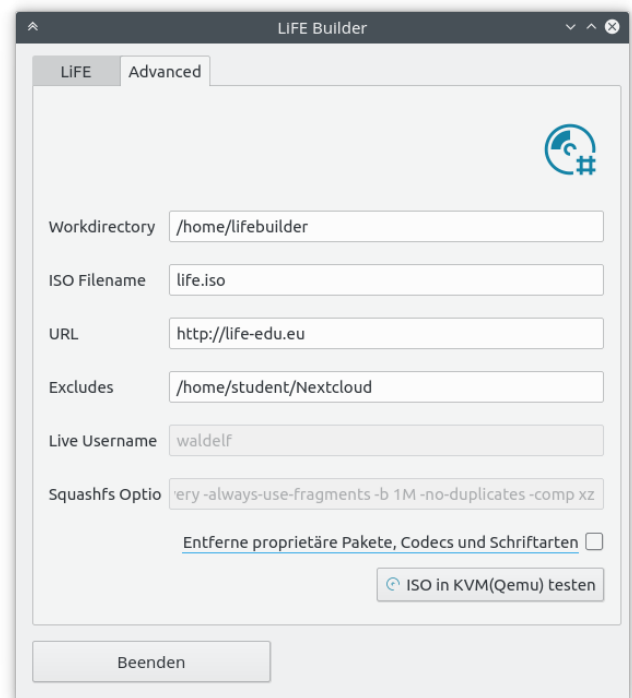 LiFE Builder
LiFE Advanced
Workdirectory /home/lifebuilder
ISO Filename life.iso
URL http://life-edu.eu
Excludes /home/student/Nextcloud
Live Username waldelf
Squashfs Optio very -always-use-fragments -b 1M -no-duplicates -comp xz
Entferne proprietäre Pakete, Codecs und Schriftarten
ISO in KVM(Qemu) testen
Beenden